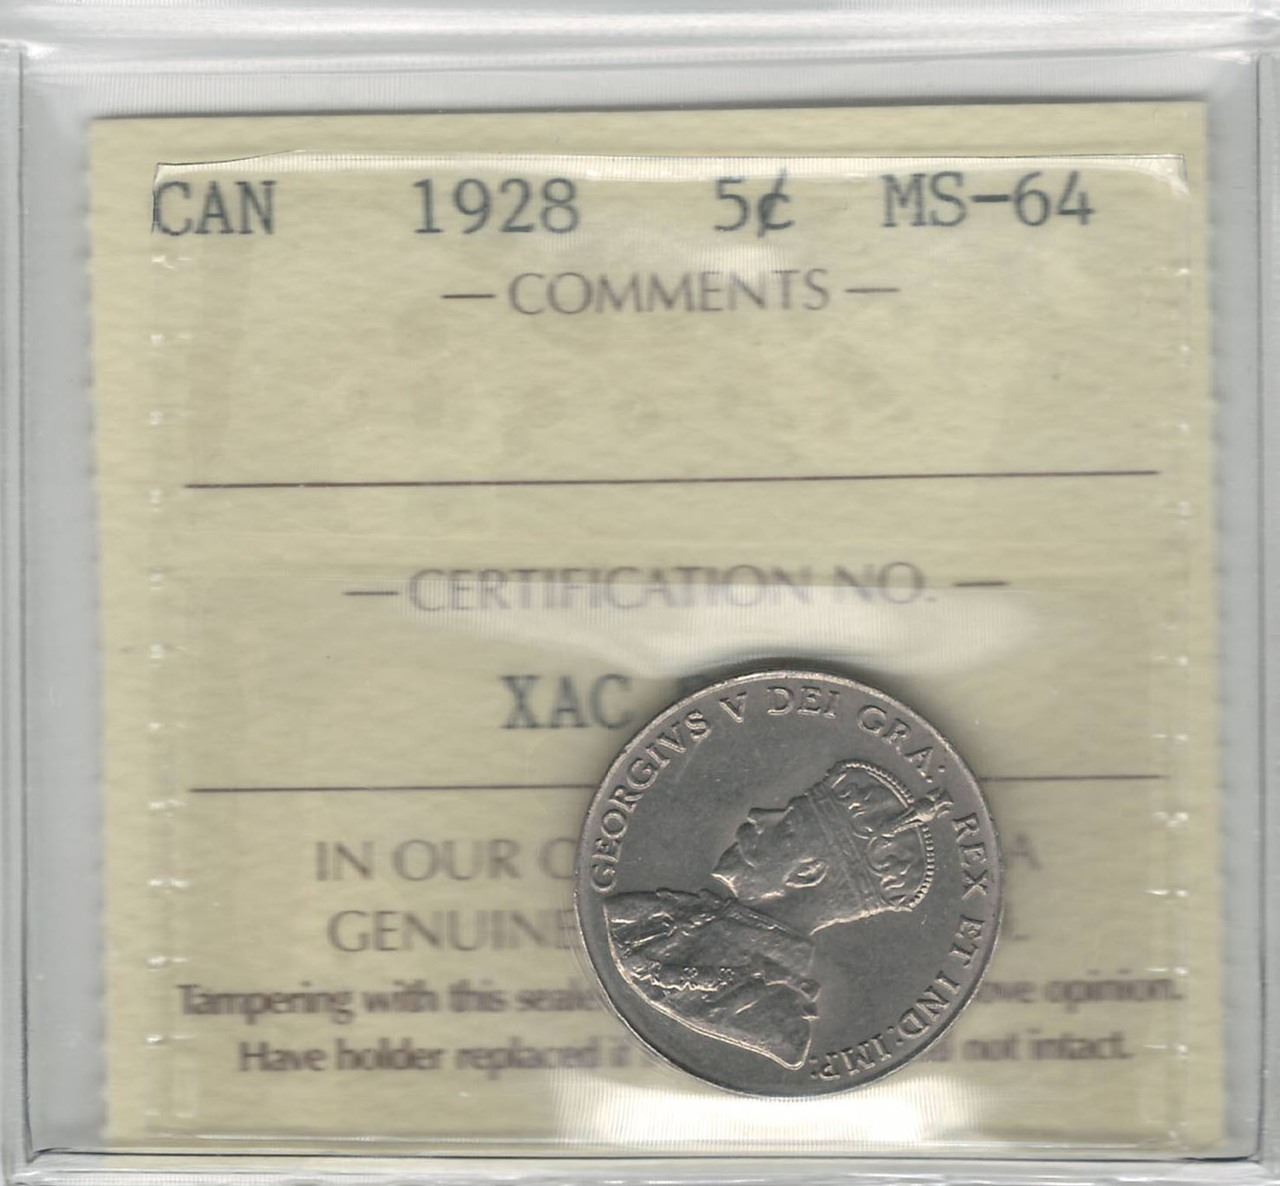 CAN 1928 5¢ MS-64
— COMMENTS —
— CERTIFICATION NO. —
XAC
IN OUR
GENUINE
Tampering with this seal opinion.
Have holder replaced if not intact.
GEORGIVS V DEI GRA: REX ET IND: IMP: